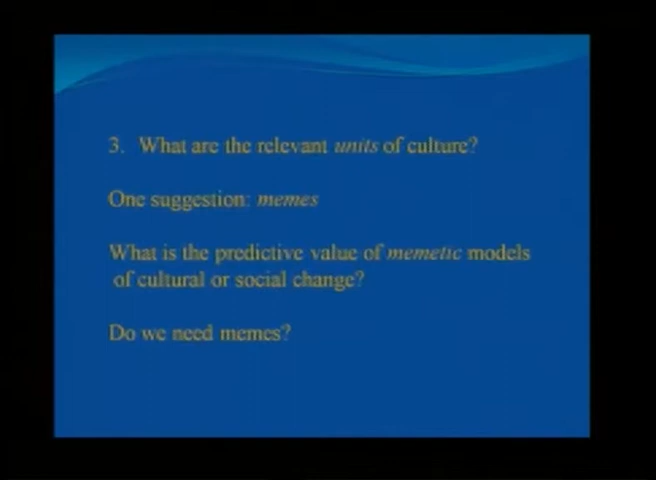 3. What are the relevant units of culture?
One suggestion: memes
What is the predictive value of memetic models
of cultural or social change?
Do we need memes?